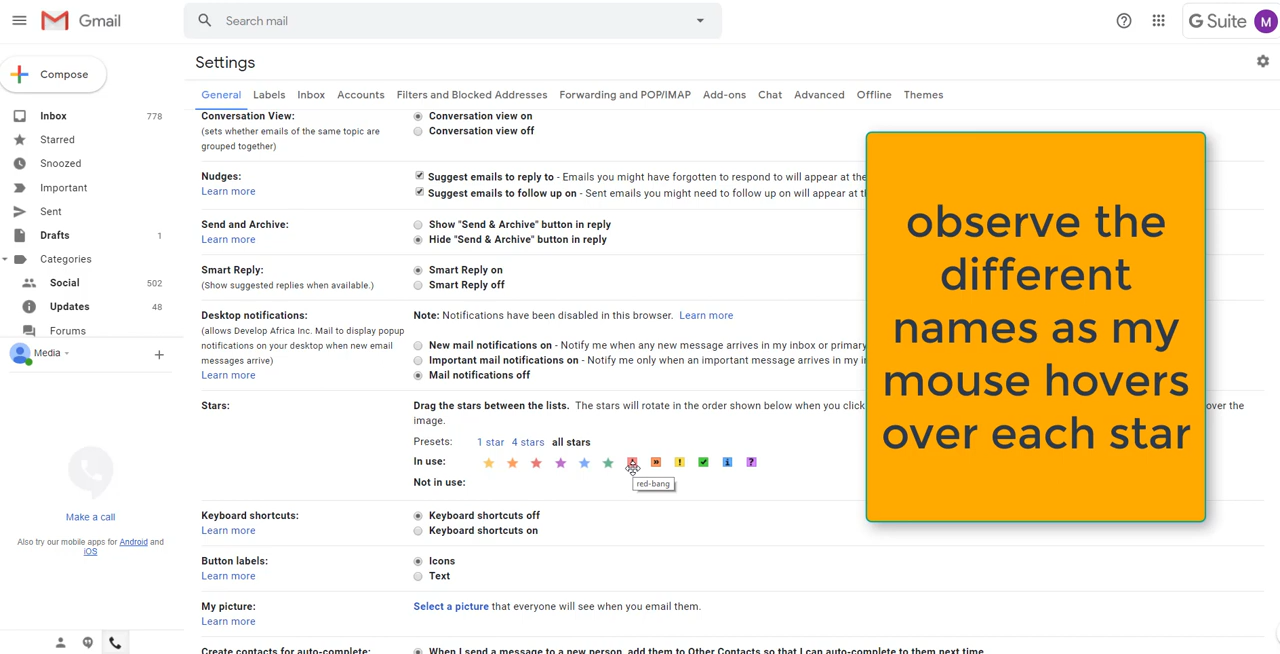 Gmail
Search mail
G Suite
M
Compose
Settings
General Labels Inbox Accounts Filters and Blocked Addresses Forwarding and POP/IMAP Add-ons Chat Advanced Offline Themes
Inbox 778
Starred
Snoozed
Important
Sent
Drafts 1
Categories
Social 502
Updates 48
Forums
Media
Make a call
Also try our mobile apps for Android and
iOS
Conversation View:
(sets whether emails of the same topic are
grouped together)
Conversation view on
Conversation view off
Nudges:
Learn more
Suggest emails to reply to - Emails you might have forgotten to respond to will appear at the
Suggest emails to follow up on - Sent emails you might need to follow up on will appear at
Send and Archive:
Learn more
Show "Send & Archive" button in reply
Hide "Send & Archive" button in reply
Smart Reply:
(Show suggested replies when available.)
Smart Reply on
Smart Reply off
Desktop notifications:
(allows Develop Africa Inc. Mail to display popup
notifications on your desktop when new email
messages arrive)
Learn more
Note: Notifications have been disabled in this browser. Learn more
New mail notifications on - Notify me when any new message arrives in my inbox or primary
Important mail notifications on - Notify me only when an important message arrives in my
Mail notifications off
Stars:
Drag the stars between the lists. The stars will rotate in the order shown below when you click over the
image.
Presets: 1 star 4 stars all stars
In use:
red-bang
Not in use:
Keyboard shortcuts:
Learn more
Keyboard shortcuts off
Keyboard shortcuts on
Button labels:
Learn more
Icons
Text
My picture:
Learn more
Select a picture that everyone will see when you email them.
Create contacts for auto-complete:
When I send a message to a new person, add them to Other Contacts so that I can auto-complete to them next time
observe the
different
names as my
mouse hovers
over each star